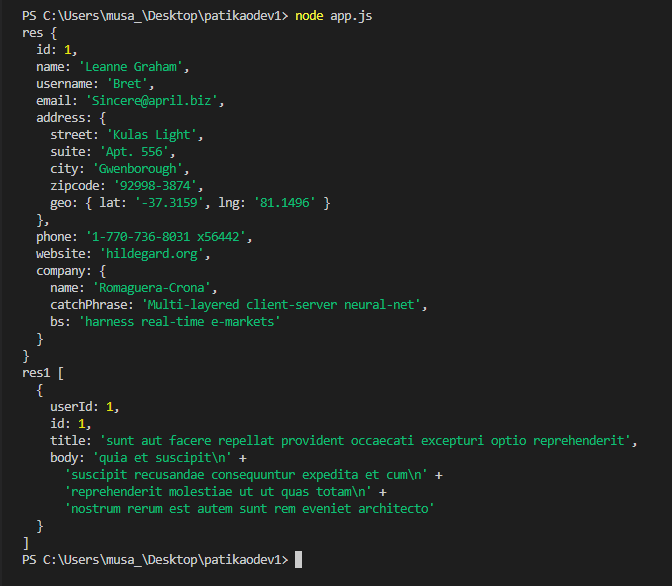 PS C:\Users\musa_\Desktop\patikaodev1> node app.js
res {
  id: 1,
  name: 'Leanne Graham',
  username: 'Bret',
  email: 'Sincere@april.biz',
  address: {
    street: 'Kulas Light',
    suite: 'Apt. 556',
    city: 'Gwenborough',
    zipcode: '92998-3874',
    geo: { lat: '-37.3159', lng: '81.1496' }
  },
  phone: '1-770-736-8031 x56442',
  website: 'hildegard.org',
  company: {
    name: 'Romaguera-Crona',
    catchPhrase: 'Multi-layered client-server neural-net',
    bs: 'harness real-time e-markets'
  }
}
res1 [
  {
    userId: 1,
    id: 1,
    title: 'sunt aut facere repellat provident occaecati excepturi optio reprehenderit',
    body: 'quia et suscipit\n' +
      'suscipit recusandae consequuntur expedita et cum\n' +
      'reprehenderit molestiae ut ut quas totam\n' +
      'nostrum rerum est autem sunt rem eveniet architecto'
  }
]
PS C:\Users\musa_\Desktop\patikaodev1>